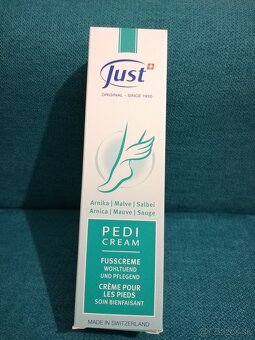 Just
ORIGINAL - SINCE 1930
Arnika | Malve | Salbei
Arnica | Mauve | Sauge
PEDI
CREAM
FUSSCREME
WOHLTUEND
UND PFLEGEND
CRÈME POUR
LES PIEDS
SOIN BIENFAISANT
MADE IN SWITZERLAND